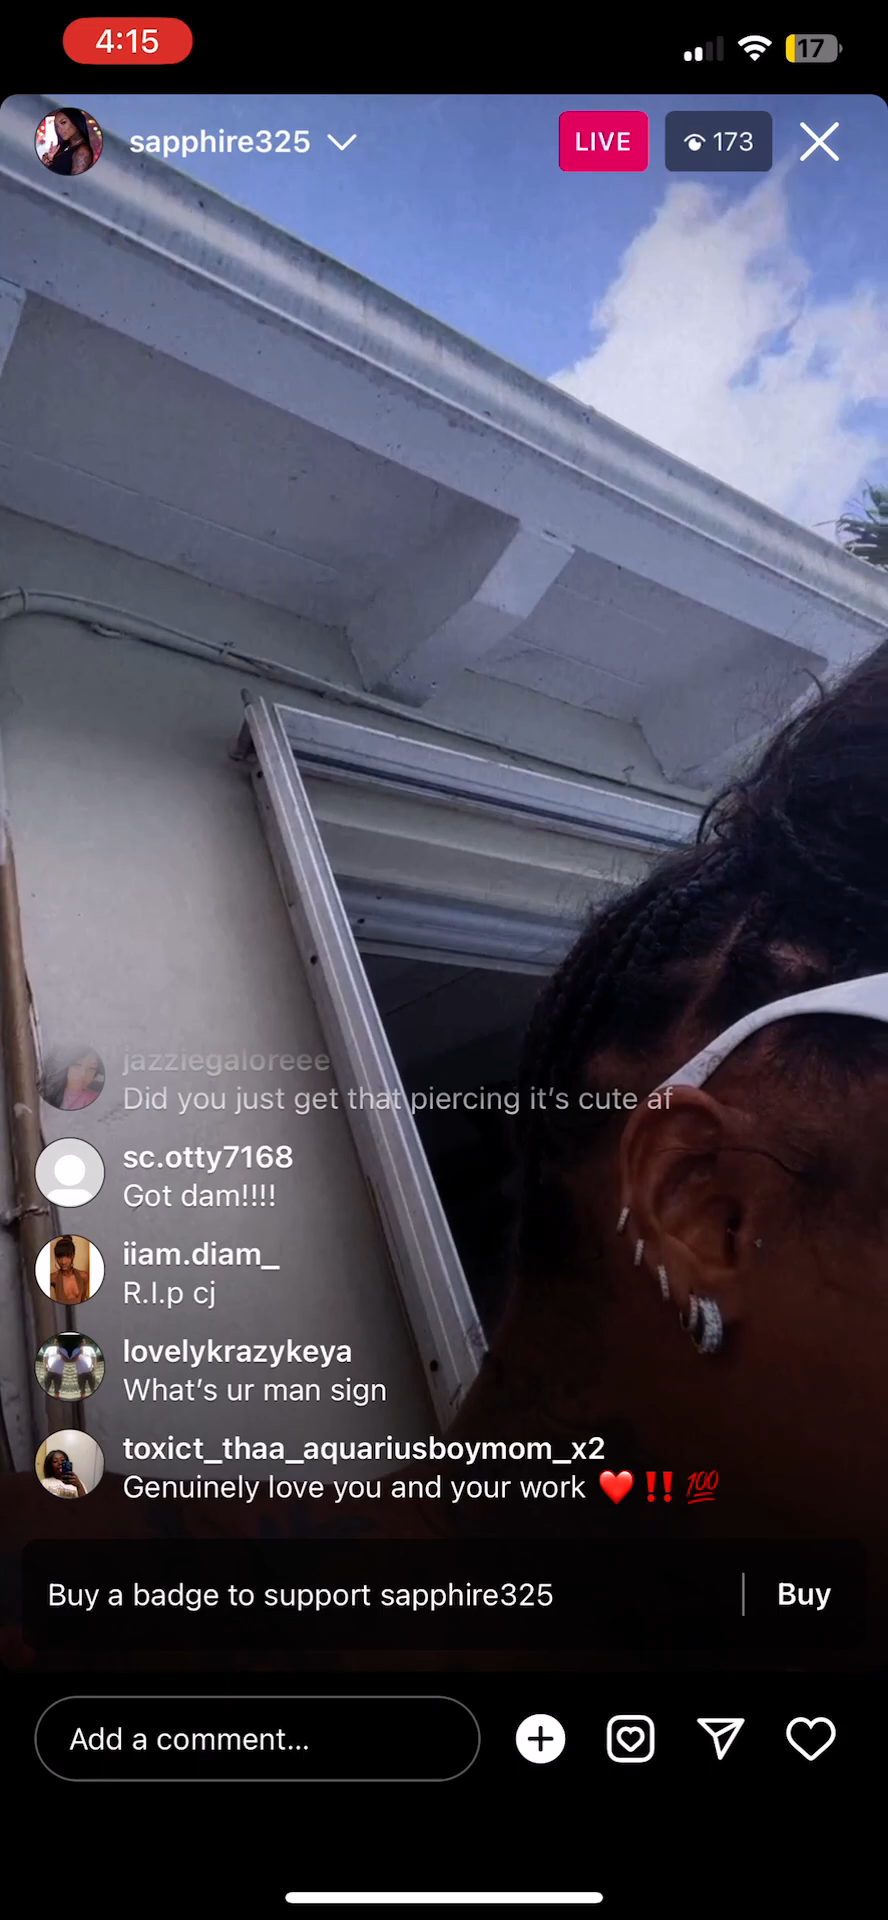 4:15
17
sapphire325
LIVE
173
jazziegaloreee
Did you just get that piercing it's cute af
sc.otty7168
Got dam!!!!
iiam.diam_
R.I.p cj
lovelykrazykeya
What's ur man sign
toxict_thaa_aquariusboymom_x2
Genuinely love you and your work ❤️ ‼️ 💯
Buy a badge to support sapphire325
Buy
Add a comment...